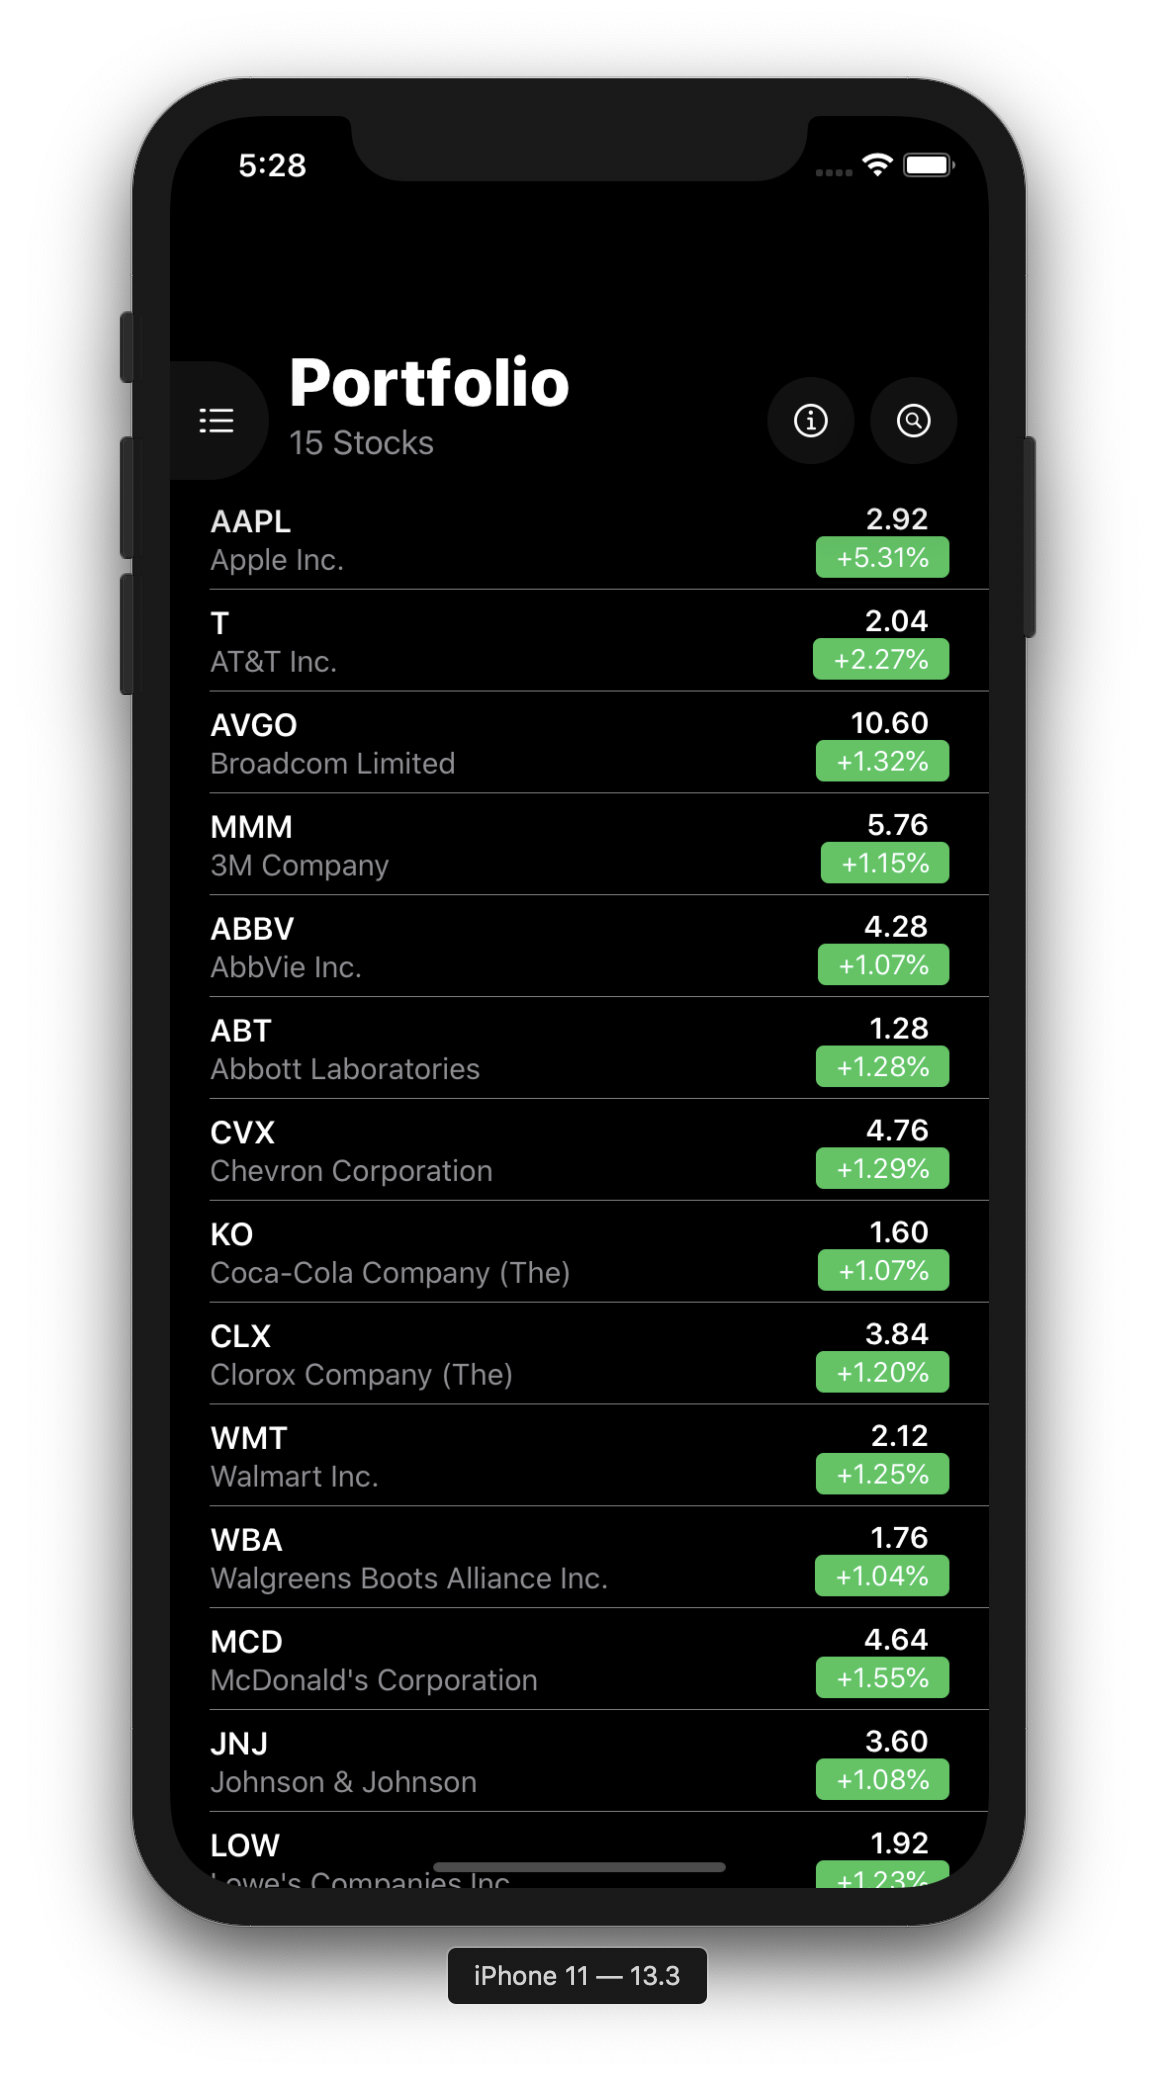 5:28
Portfolio
15 Stocks
AAPL
2.92
Apple Inc.
+5.31%
T
2.04
AT&T Inc.
+2.27%
AVGO
10.60
Broadcom Limited
+1.32%
MMM
5.76
3M Company
+1.15%
ABBV
4.28
AbbVie Inc.
+1.07%
ABT
1.28
Abbott Laboratories
+1.28%
CVX
4.76
Chevron Corporation
+1.29%
KO
1.60
Coca-Cola Company (The)
+1.07%
CLX
3.84
Clorox Company (The)
+1.20%
WMT
2.12
Walmart Inc.
+1.25%
WBA
1.76
Walgreens Boots Alliance Inc.
+1.04%
MCD
4.64
McDonald's Corporation
+1.55%
JNJ
3.60
Johnson & Johnson
+1.08%
LOW
1.92
Lowe's Companies Inc.
+1.23%
iPhone 11 — 13.3